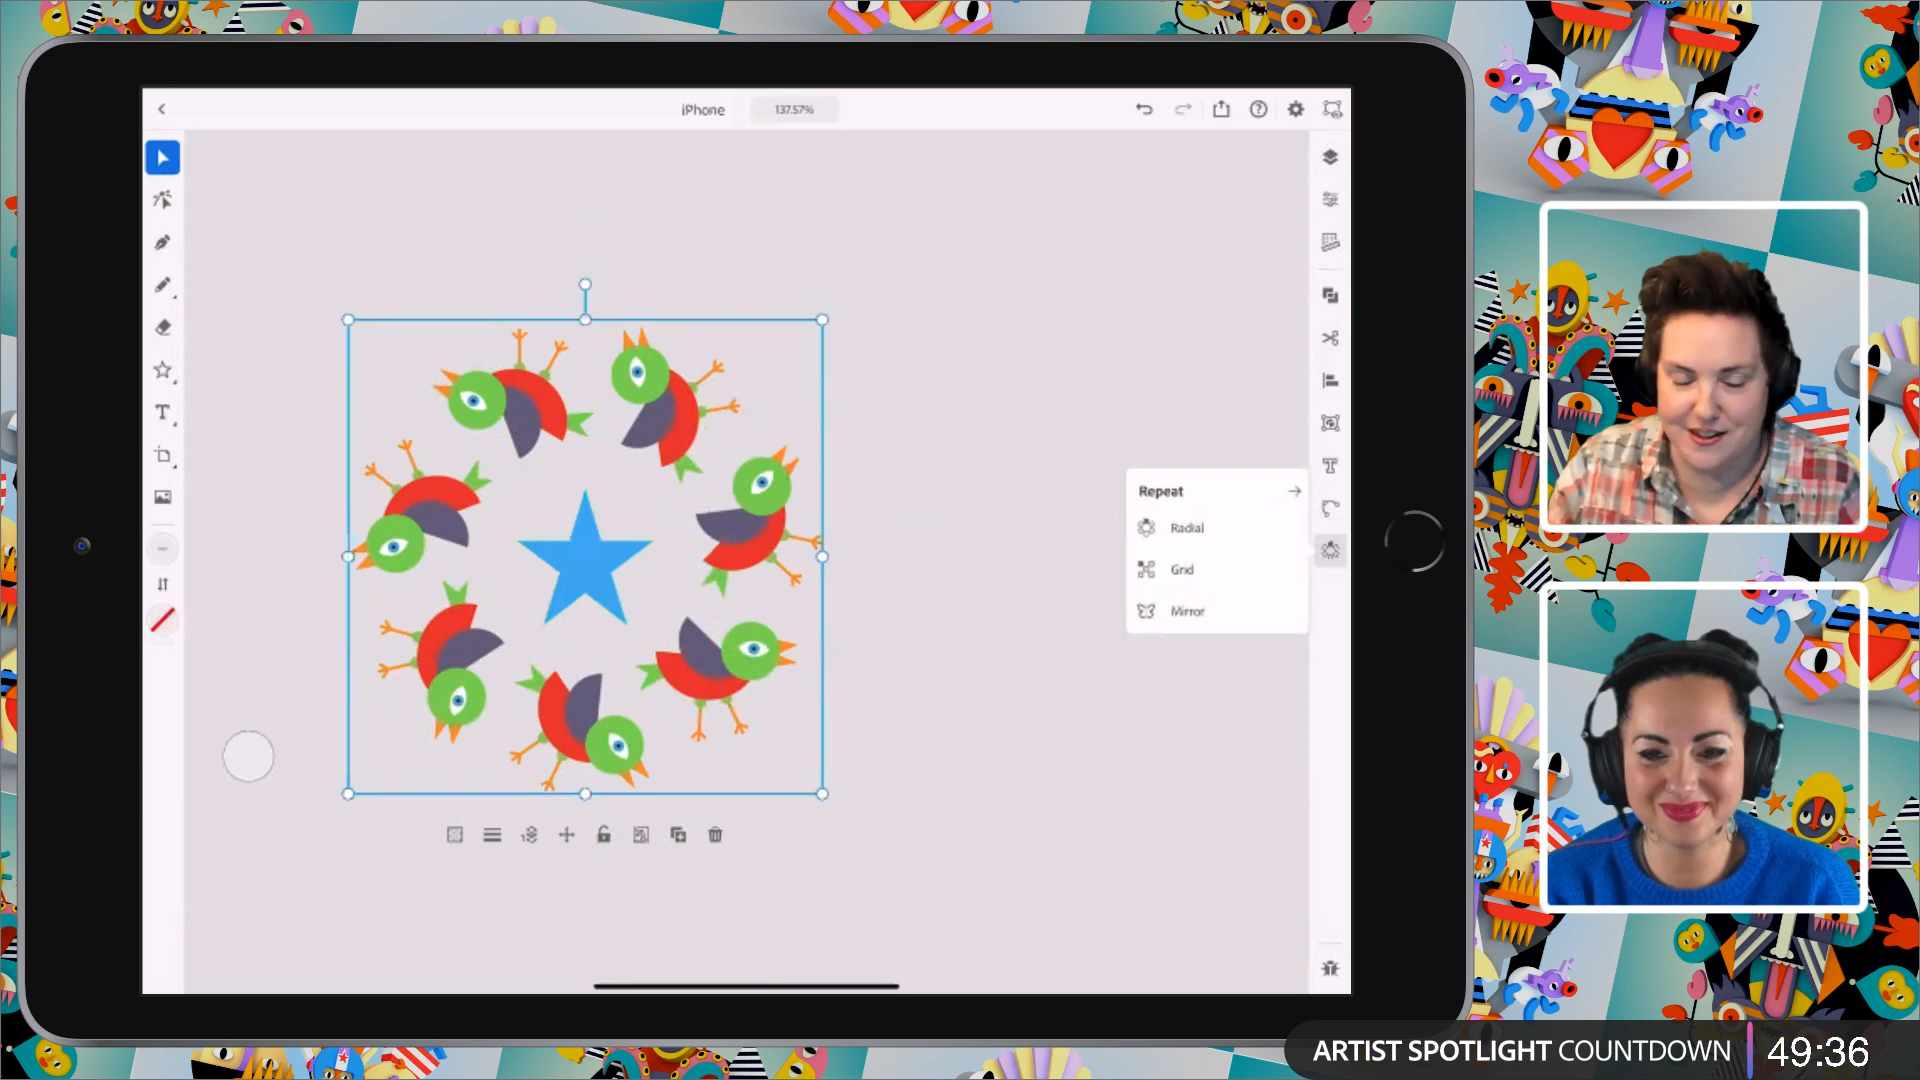 iPhone
137.57%
Repeat
Radial
Grid
Mirror
ARTIST SPOTLIGHT COUNTDOWN 49:36